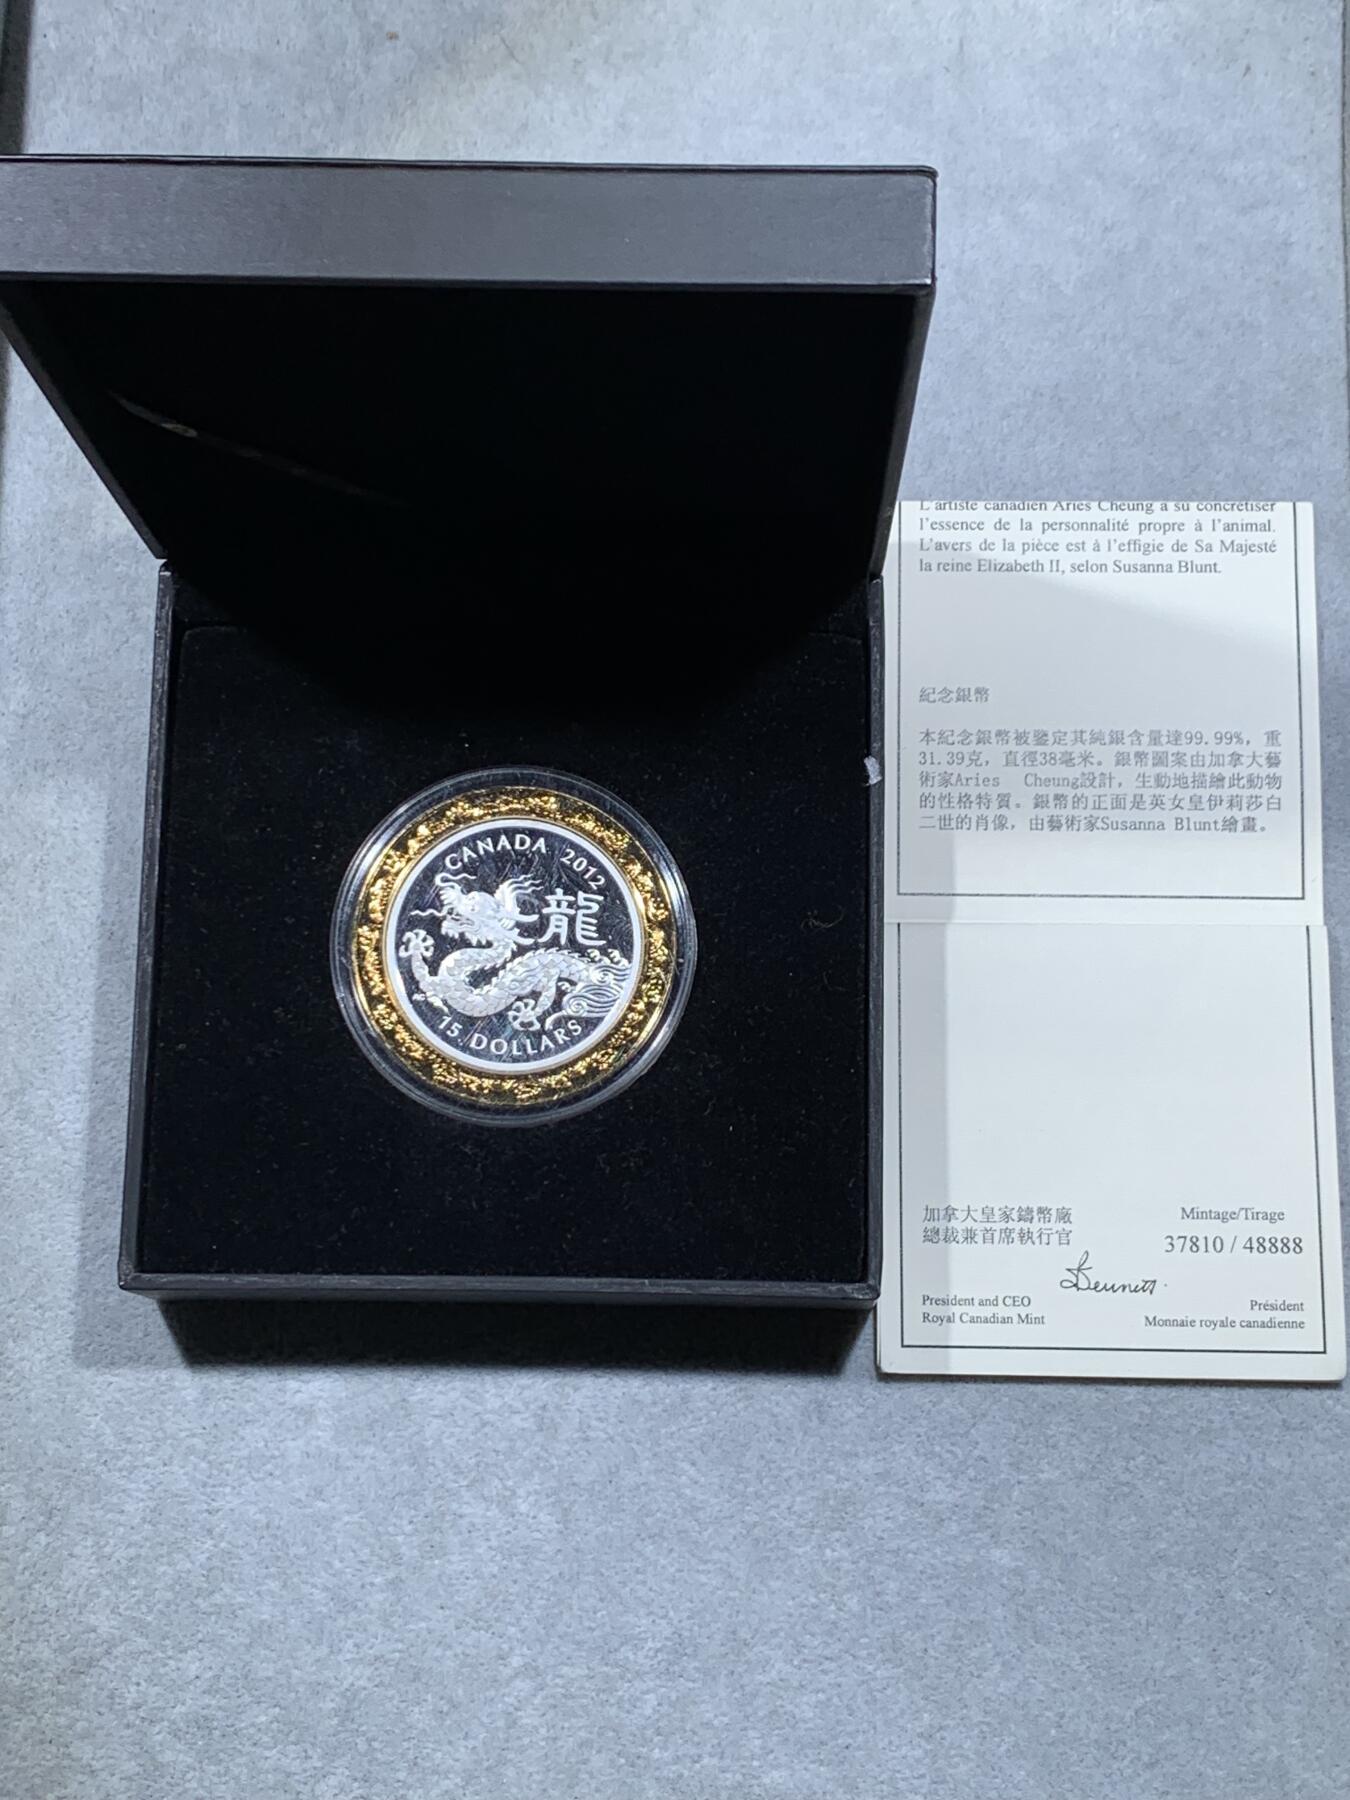 CANADA 2012
龍
15 DOLLARS
L'artiste canadien Aries Cheung a su concrétiser
l'essence de la personnalité propre à l'animal.
L'avers de la pièce est à l'effigie de Sa Majesté
la reine Elizabeth II, selon Susanna Blunt.
紀念銀幣
本紀念銀幣被鑒定其純銀含量達99.99%，重
31.39克，直徑38毫米。銀幣圖案由加拿大藝
術家Aries Cheung設計，生動地描繪此動物
的性格特質。銀幣的正面是英女皇伊莉莎白
二世的肖像，由藝術家Susanna Blunt繪畫。
加拿大皇家鑄幣廠
總裁兼首席執行官
Mintage/Tirage
37810 / 48888
Bennett
President and CEO
Royal Canadian Mint
Président
Monnaie royale canadienne